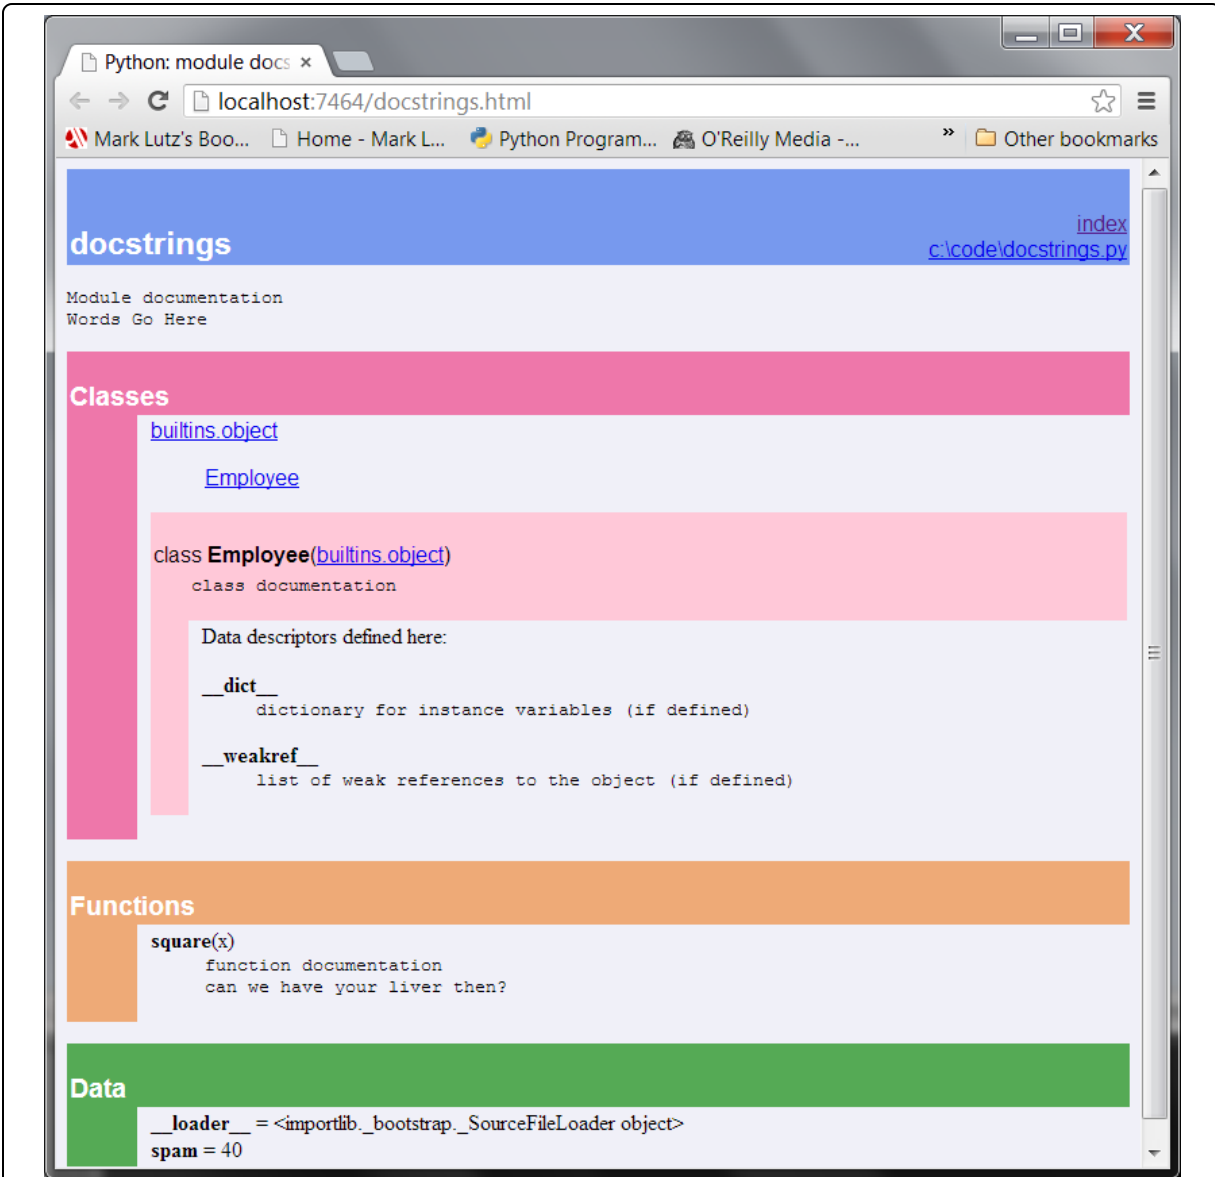 Python: module docs
localhost:7464/docstrings.html
Mark Lutz's Boo... Home - Mark L... Python Program... O'Reilly Media -... » Other bookmarks
index
docstrings c:\code\docstrings.py
Module documentation
Words Go Here
Classes
builtins.object
Employee
class Employee(builtins.object)
class documentation
Data descriptors defined here:
__dict__
dictionary for instance variables (if defined)
__weakref__
list of weak references to the object (if defined)
Functions
square(x)
function documentation
can we have your liver then?
Data
__loader__ = <importlib._bootstrap._SourceFileLoader object>
spam = 40